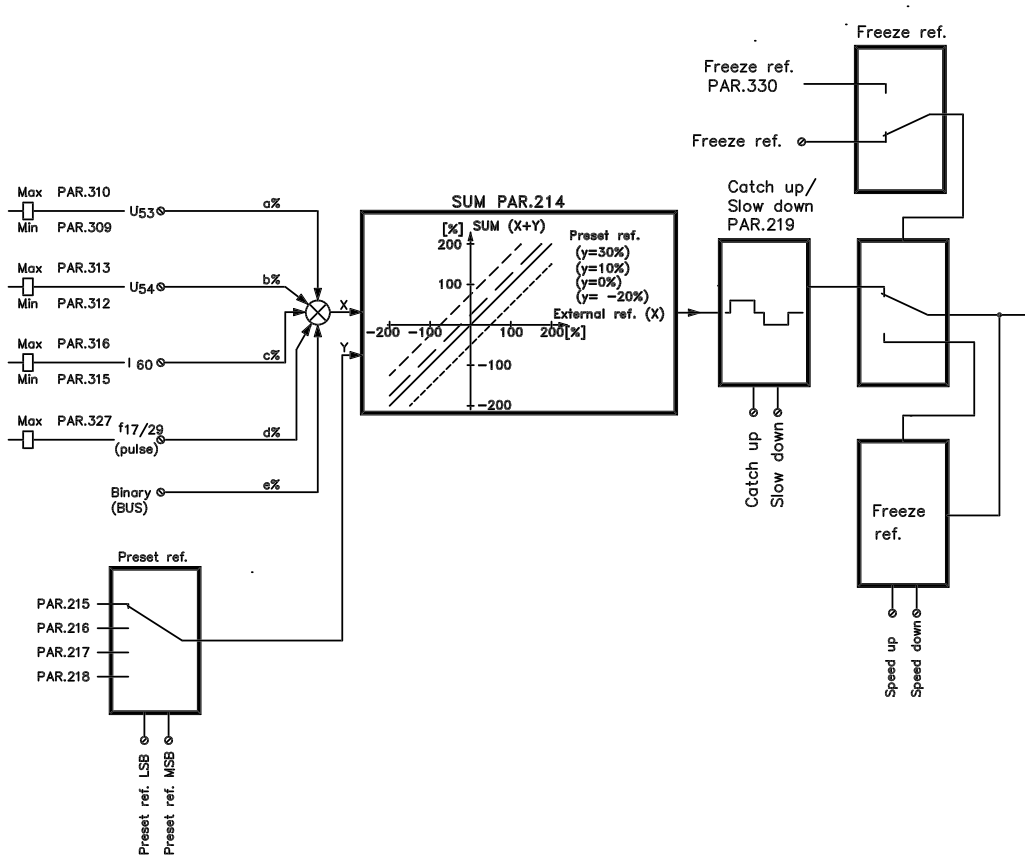 Freeze ref.
Freeze ref.
PAR.330
Freeze ref.
Max PAR.310
U53
a%
Min PAR.309
Max PAR.313
U54
b%
Min PAR.312
Max PAR.316
I 60
c%
Min PAR.315
Max PAR.327
f17/29
(pulse)
d%
Binary
(BUS)
e%
X
Y
SUM PAR.214
[%] SUM (X+Y)
200
100
-200 -100
100 200[%]
-100
-200
Preset ref.
(y=30%)
(y=10%)
(y=0%)
(y= -20%)
External ref. (X)
Catch up/
Slow down
PAR.219
Catch up
Slow down
Freeze
ref.
Speed up
Speed down
Preset ref.
PAR.215
PAR.216
PAR.217
PAR.218
Preset ref. LSB
Preset ref. MSB